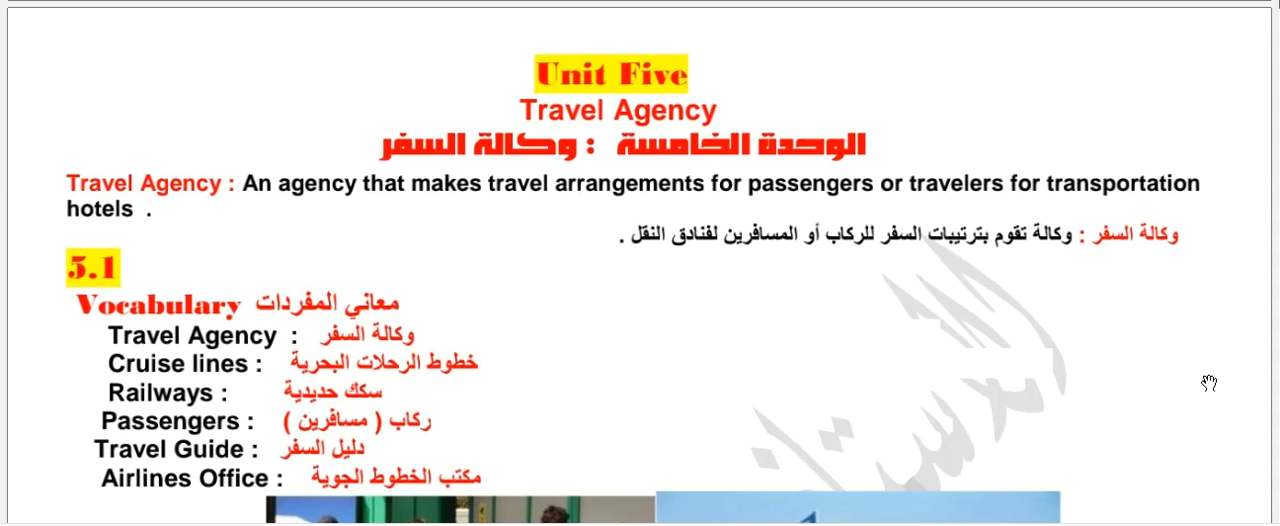 Unit Five
Travel Agency
الوحدة الخامسة : وكالة السفر
Travel Agency : An agency that makes travel arrangements for passengers or travelers for transportation
hotels .
وكالة السفر : وكالة تقوم بترتيبات السفر للركاب أو المسافرين لفنادق النقل .
5.1
Vocabulary معاني المفردات
Travel Agency : وكالة السفر
Cruise lines : خطوط الرحلات البحرية
Railways : سكك حديدية
Passengers : ركاب ( مسافرين )
Travel Guide : دليل السفر
Airlines Office : مكتب الخطوط الجوية